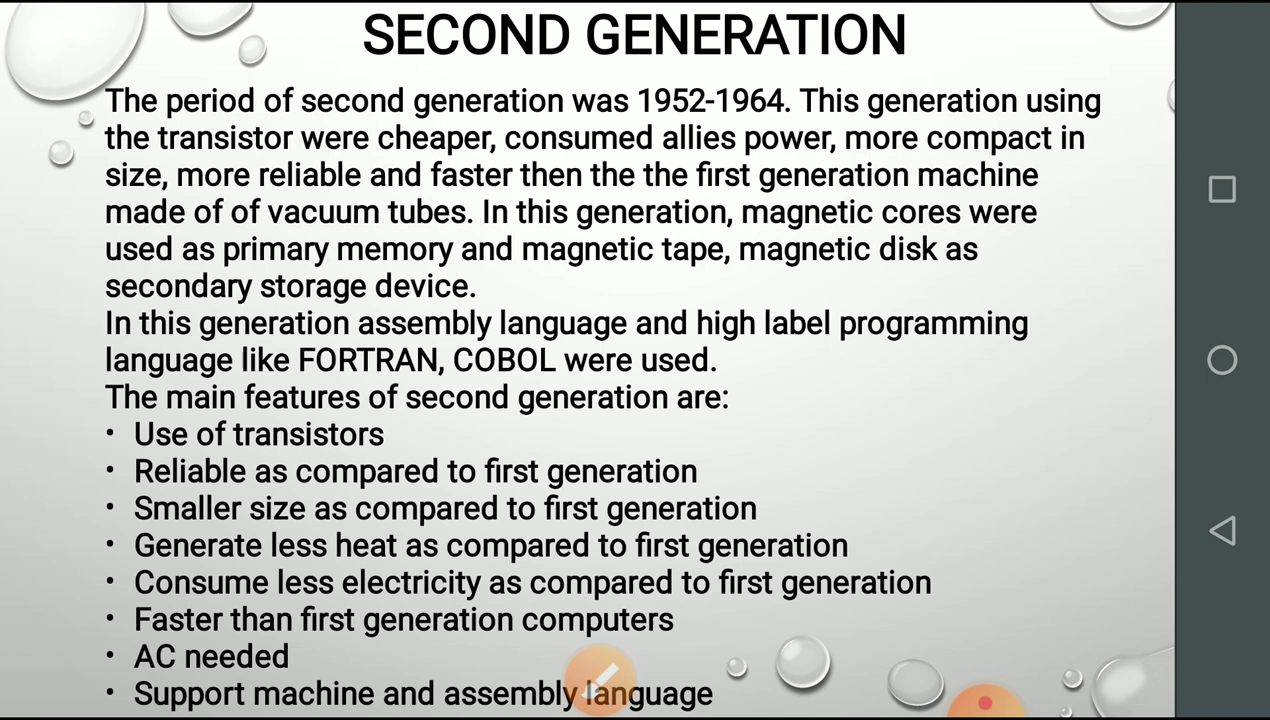 SECOND GENERATION
The period of second generation was 1952-1964. This generation using
the transistor were cheaper, consumed allies power, more compact in
size, more reliable and faster then the the first generation machine
made of of vacuum tubes. In this generation, magnetic cores were
used as primary memory and magnetic tape, magnetic disk as
secondary storage device.
In this generation assembly language and high label programming
language like FORTRAN, COBOL were used.
The main features of second generation are:
• Use of transistors
• Reliable as compared to first generation
• Smaller size as compared to first generation
• Generate less heat as compared to first generation
• Consume less electricity as compared to first generation
• Faster than first generation computers
• AC needed
• Support machine and assembly language